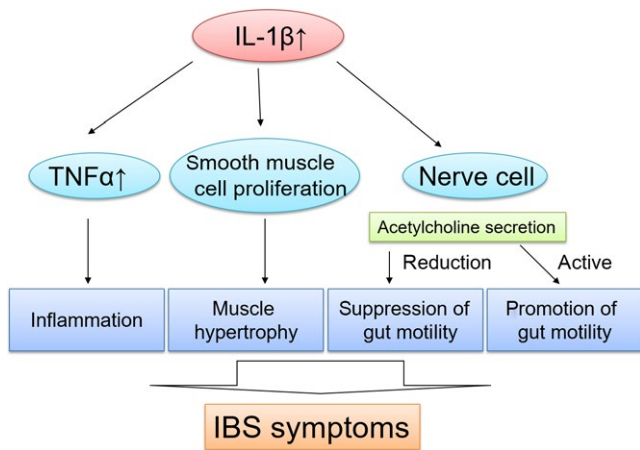 IL-1β↑
TNFα↑
Smooth muscle
cell proliferation
Nerve cell
Acetylcholine secretion
Reduction
Active
Inflammation
Muscle
hypertrophy
Suppression of
gut motility
Promotion of
gut motility
IBS symptoms